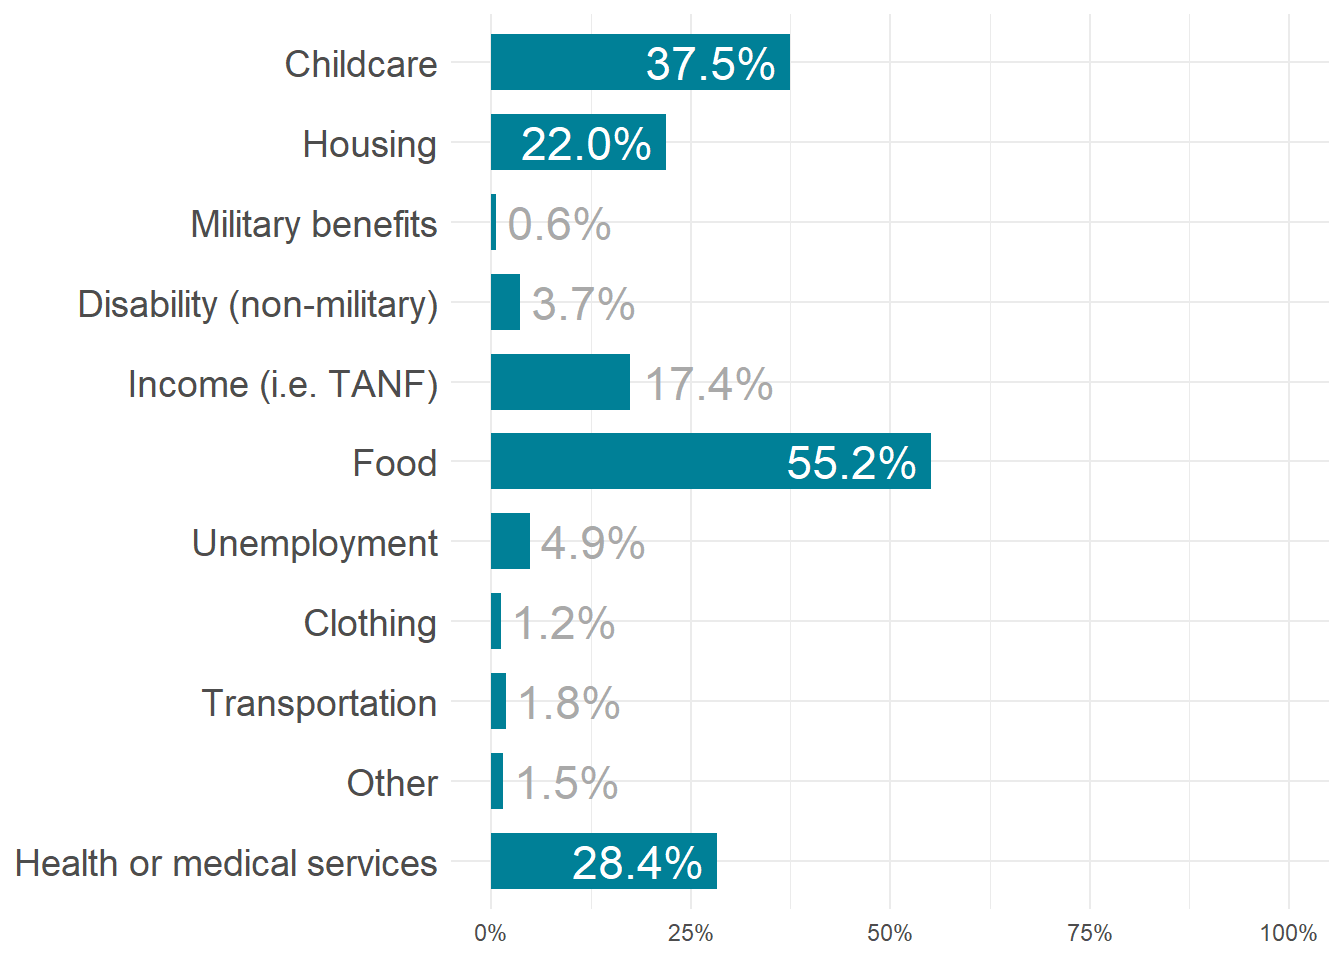 Childcare 37.5%
Housing 22.0%
Military benefits 0.6%
Disability (non-military) 3.7%
Income (i.e. TANF) 17.4%
Food 55.2%
Unemployment 4.9%
Clothing 1.2%
Transportation 1.8%
Other 1.5%
Health or medical services 28.4%
0% 25% 50% 75% 100%